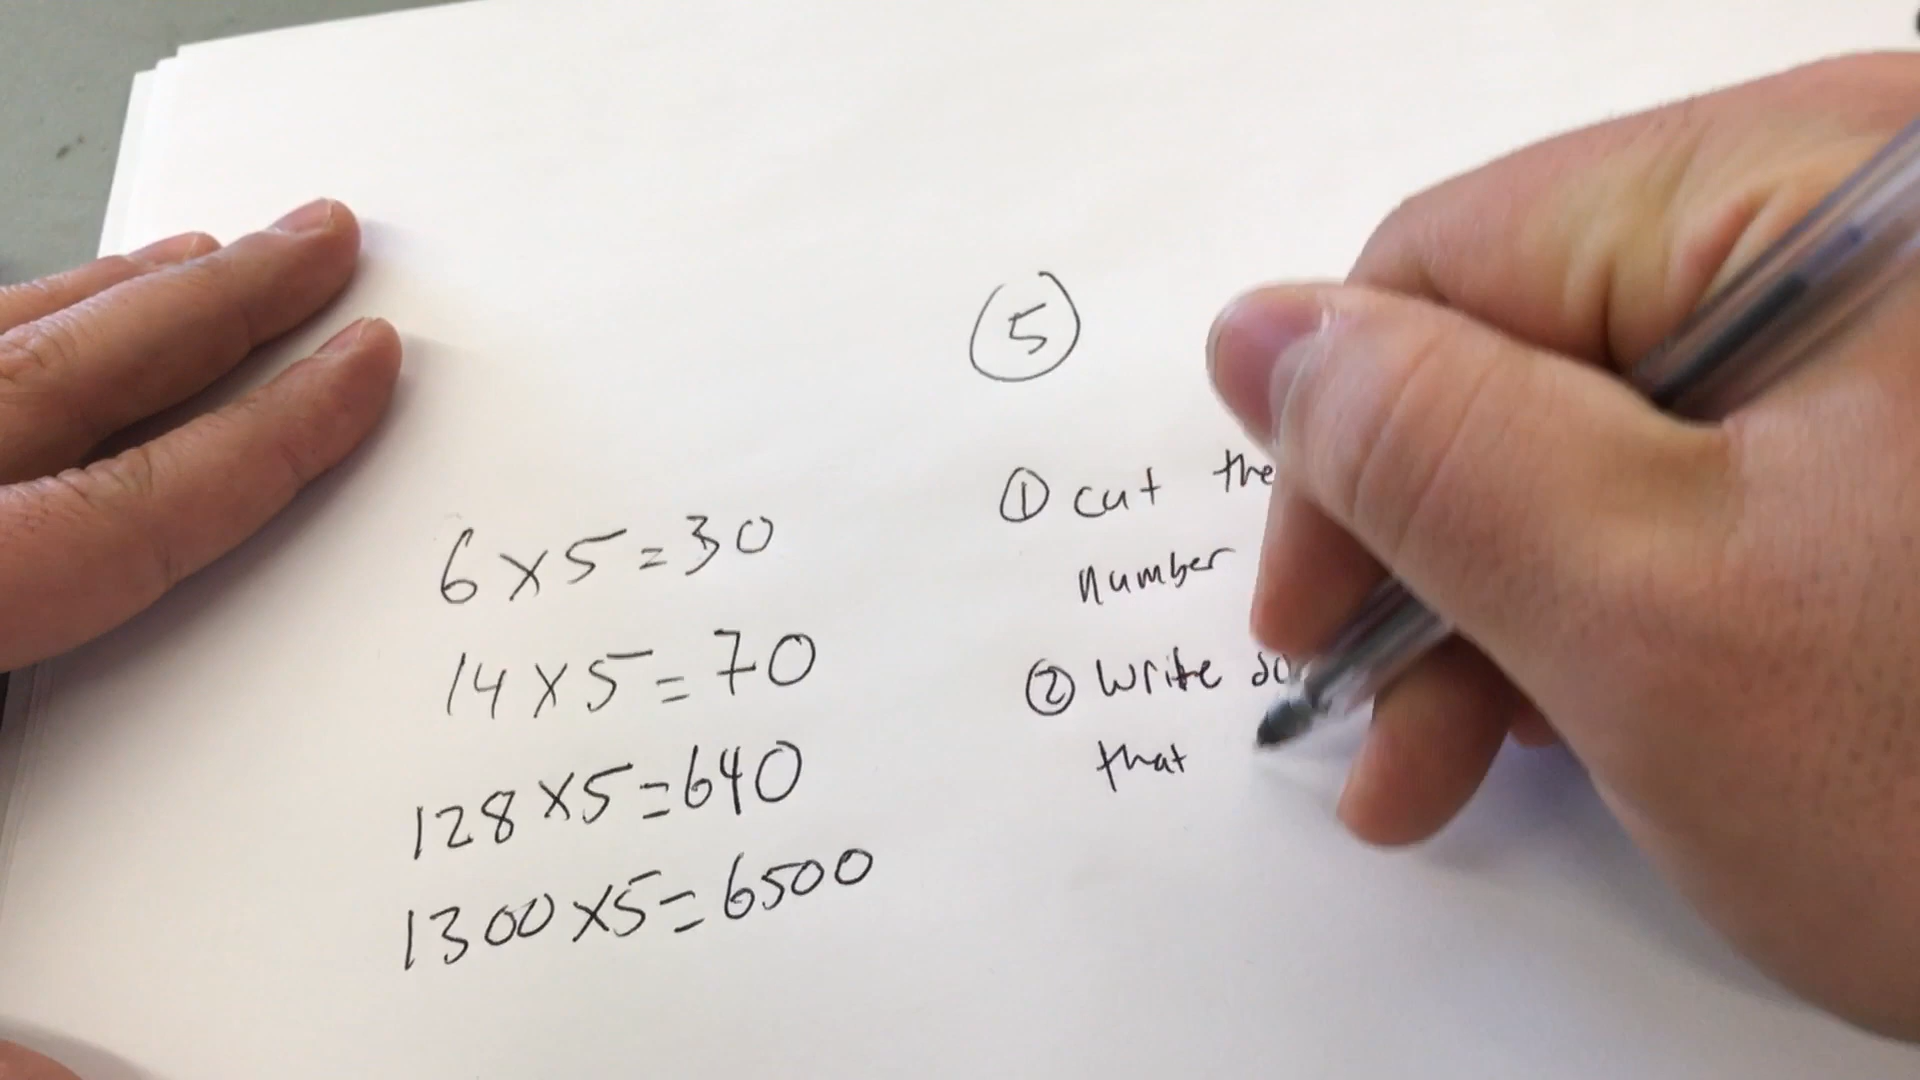 6 x 5 = 30
14 x 5 = 70
128 x 5 = 640
1300 x 5 = 6500
5
① cut the
number
② write
that